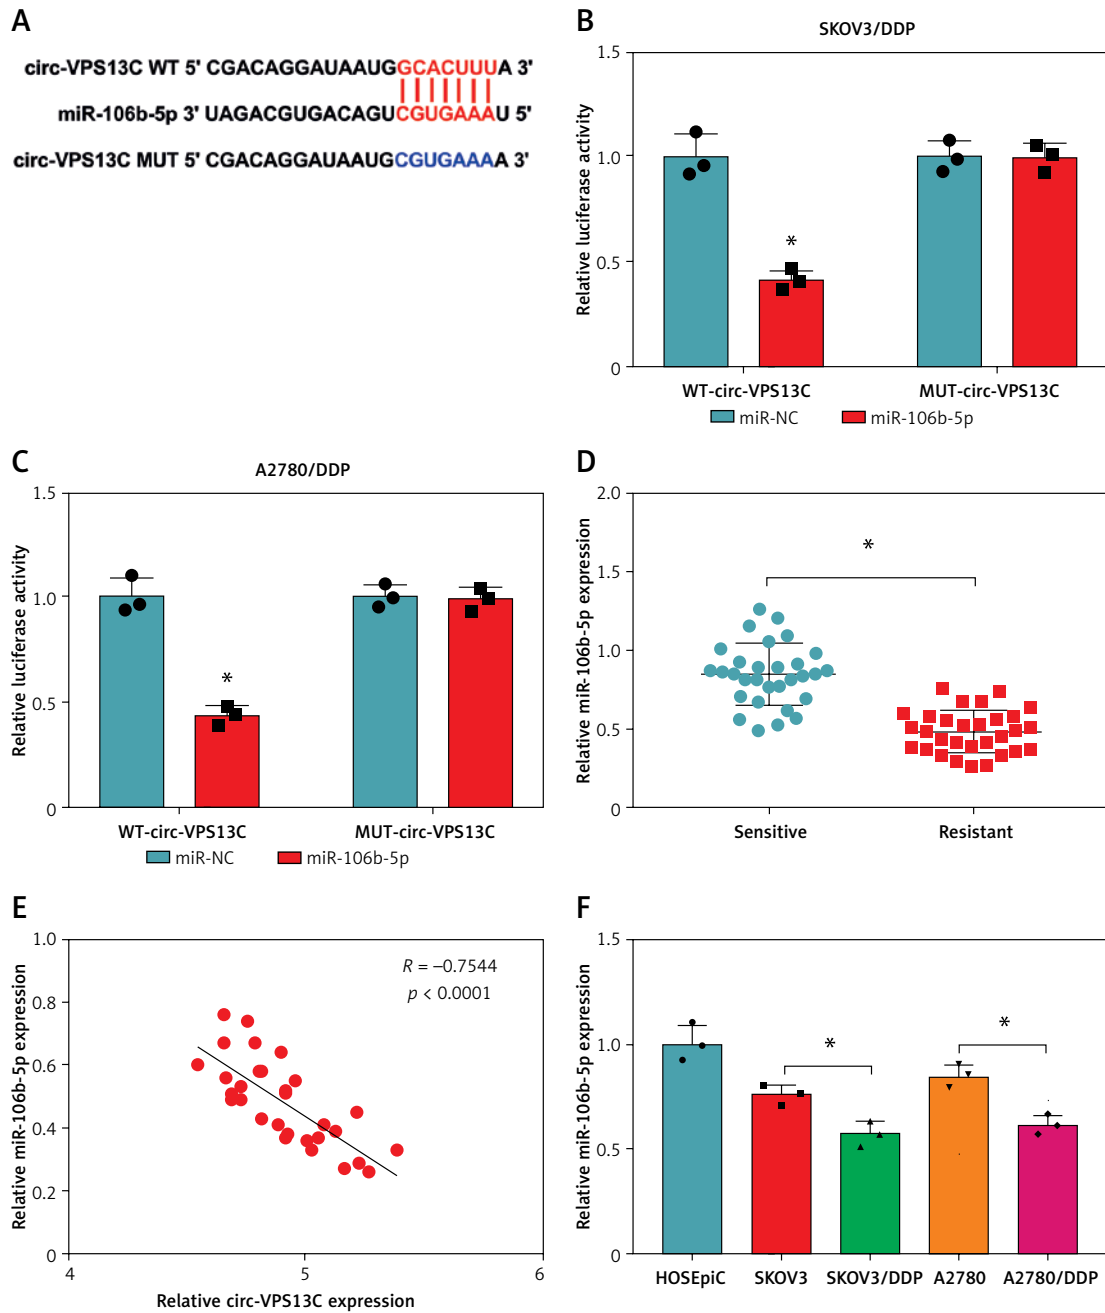 A
circ-VPS13C WT 5' CGACAGGAUAAUGGCACUUUA 3'
miR-106b-5p 3' UAGACGUGACAGUCGUGAAAU 5'
circ-VPS13C MUT 5' CGACAGGAUAAUGCGUGAAAA 3'
B
SKOV3/DDP
Relative luciferase activity
1.5
1.0
0.5
0
*
WT-circ-VPS13C MUT-circ-VPS13C
miR-NC miR-106b-5p
C
A2780/DDP
Relative luciferase activity
1.5
1.0
0.5
0
*
WT-circ-VPS13C MUT-circ-VPS13C
miR-NC miR-106b-5p
D
Relative miR-106b-5p expression
2.0
1.5
1.0
0.5
0
*
Sensitive Resistant
E
Relative miR-106b-5p expression
1.0
0.8
0.6
0.4
0.2
0
R = –0.7544
p < 0.0001
4 5 6
Relative circ-VPS13C expression
F
Relative miR-106b-5p expression
1.5
1.0
0.5
0
* *
HOSEpiC SKOV3 SKOV3/DDP A2780 A2780/DDP